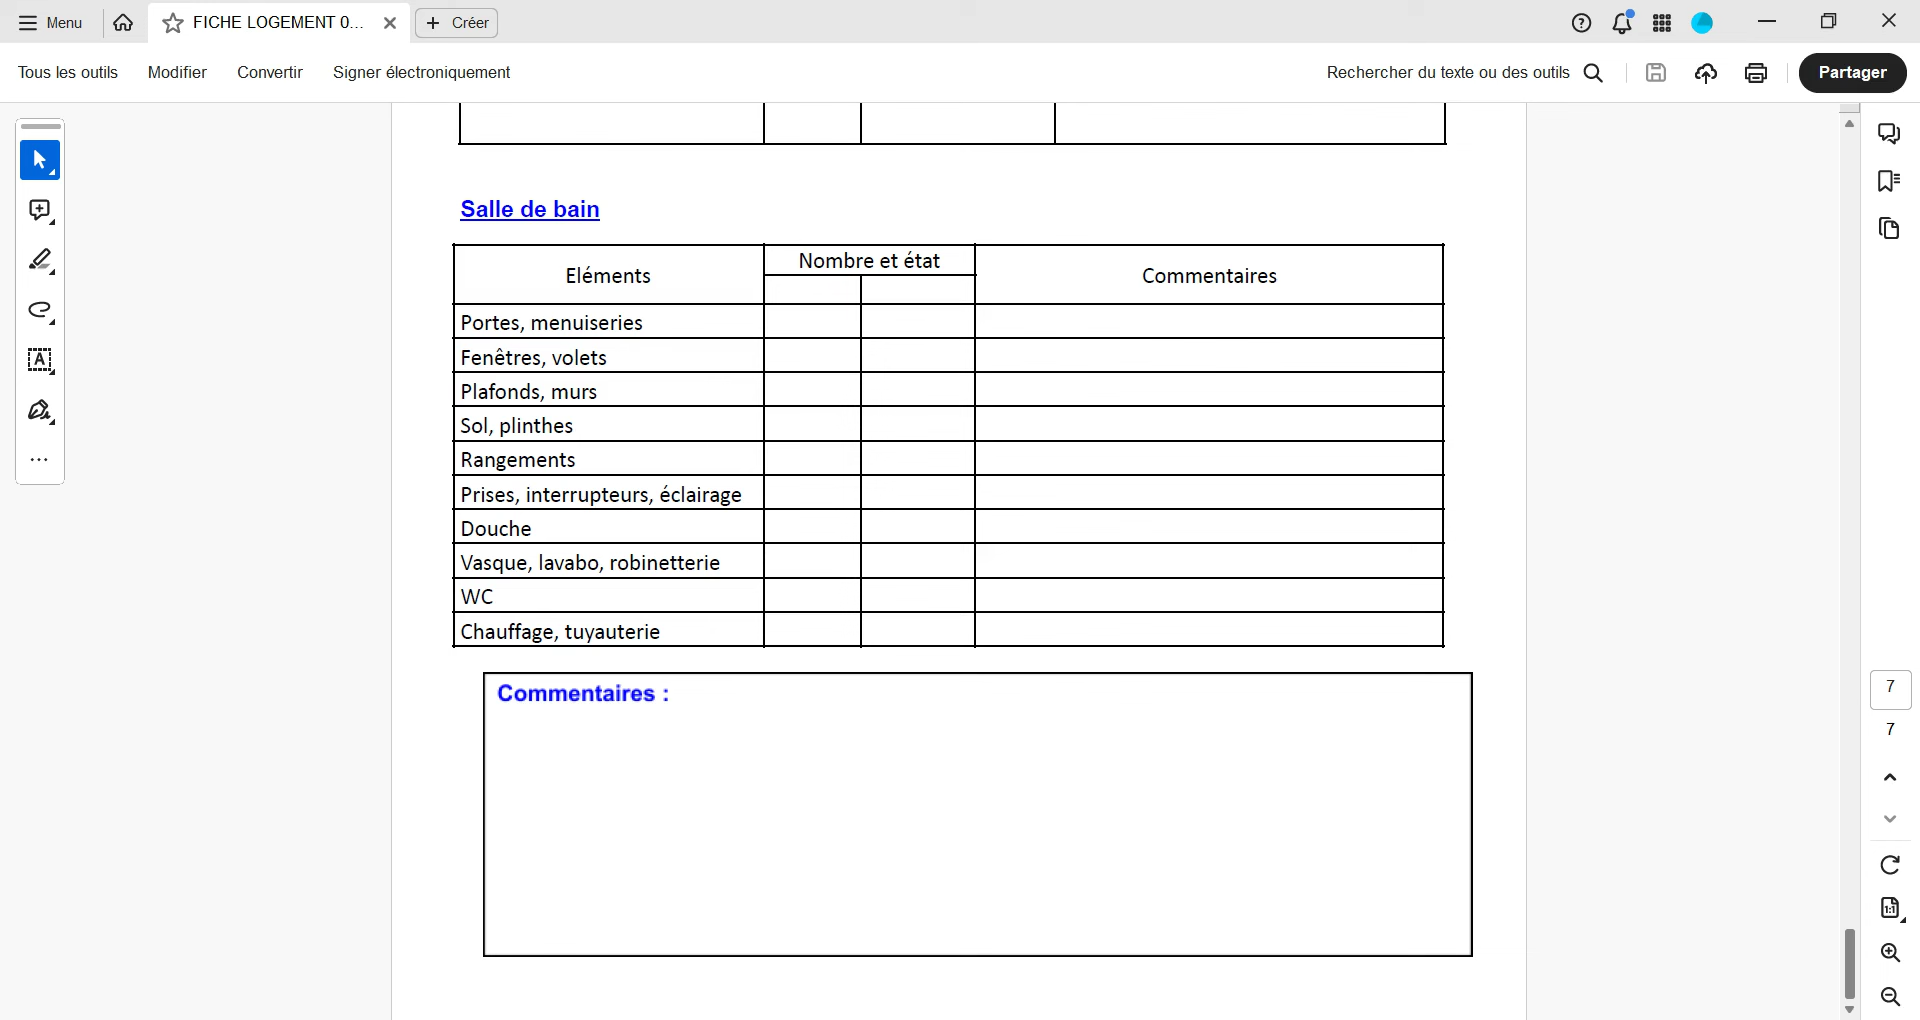 Menu
FICHE LOGEMENT 0...
Créer
Tous les outils
Modifier
Convertir
Signer électroniquement
Rechercher du texte ou des outils
Partager
Salle de bain
Eléments
Nombre et état
Commentaires
Portes, menuiseries
Fenêtres, volets
Plafonds, murs
Sol, plinthes
Rangements
Prises, interrupteurs, éclairage
Douche
Vasque, lavabo, robinetterie
WC
Chauffage, tuyauterie
Commentaires :
7
7